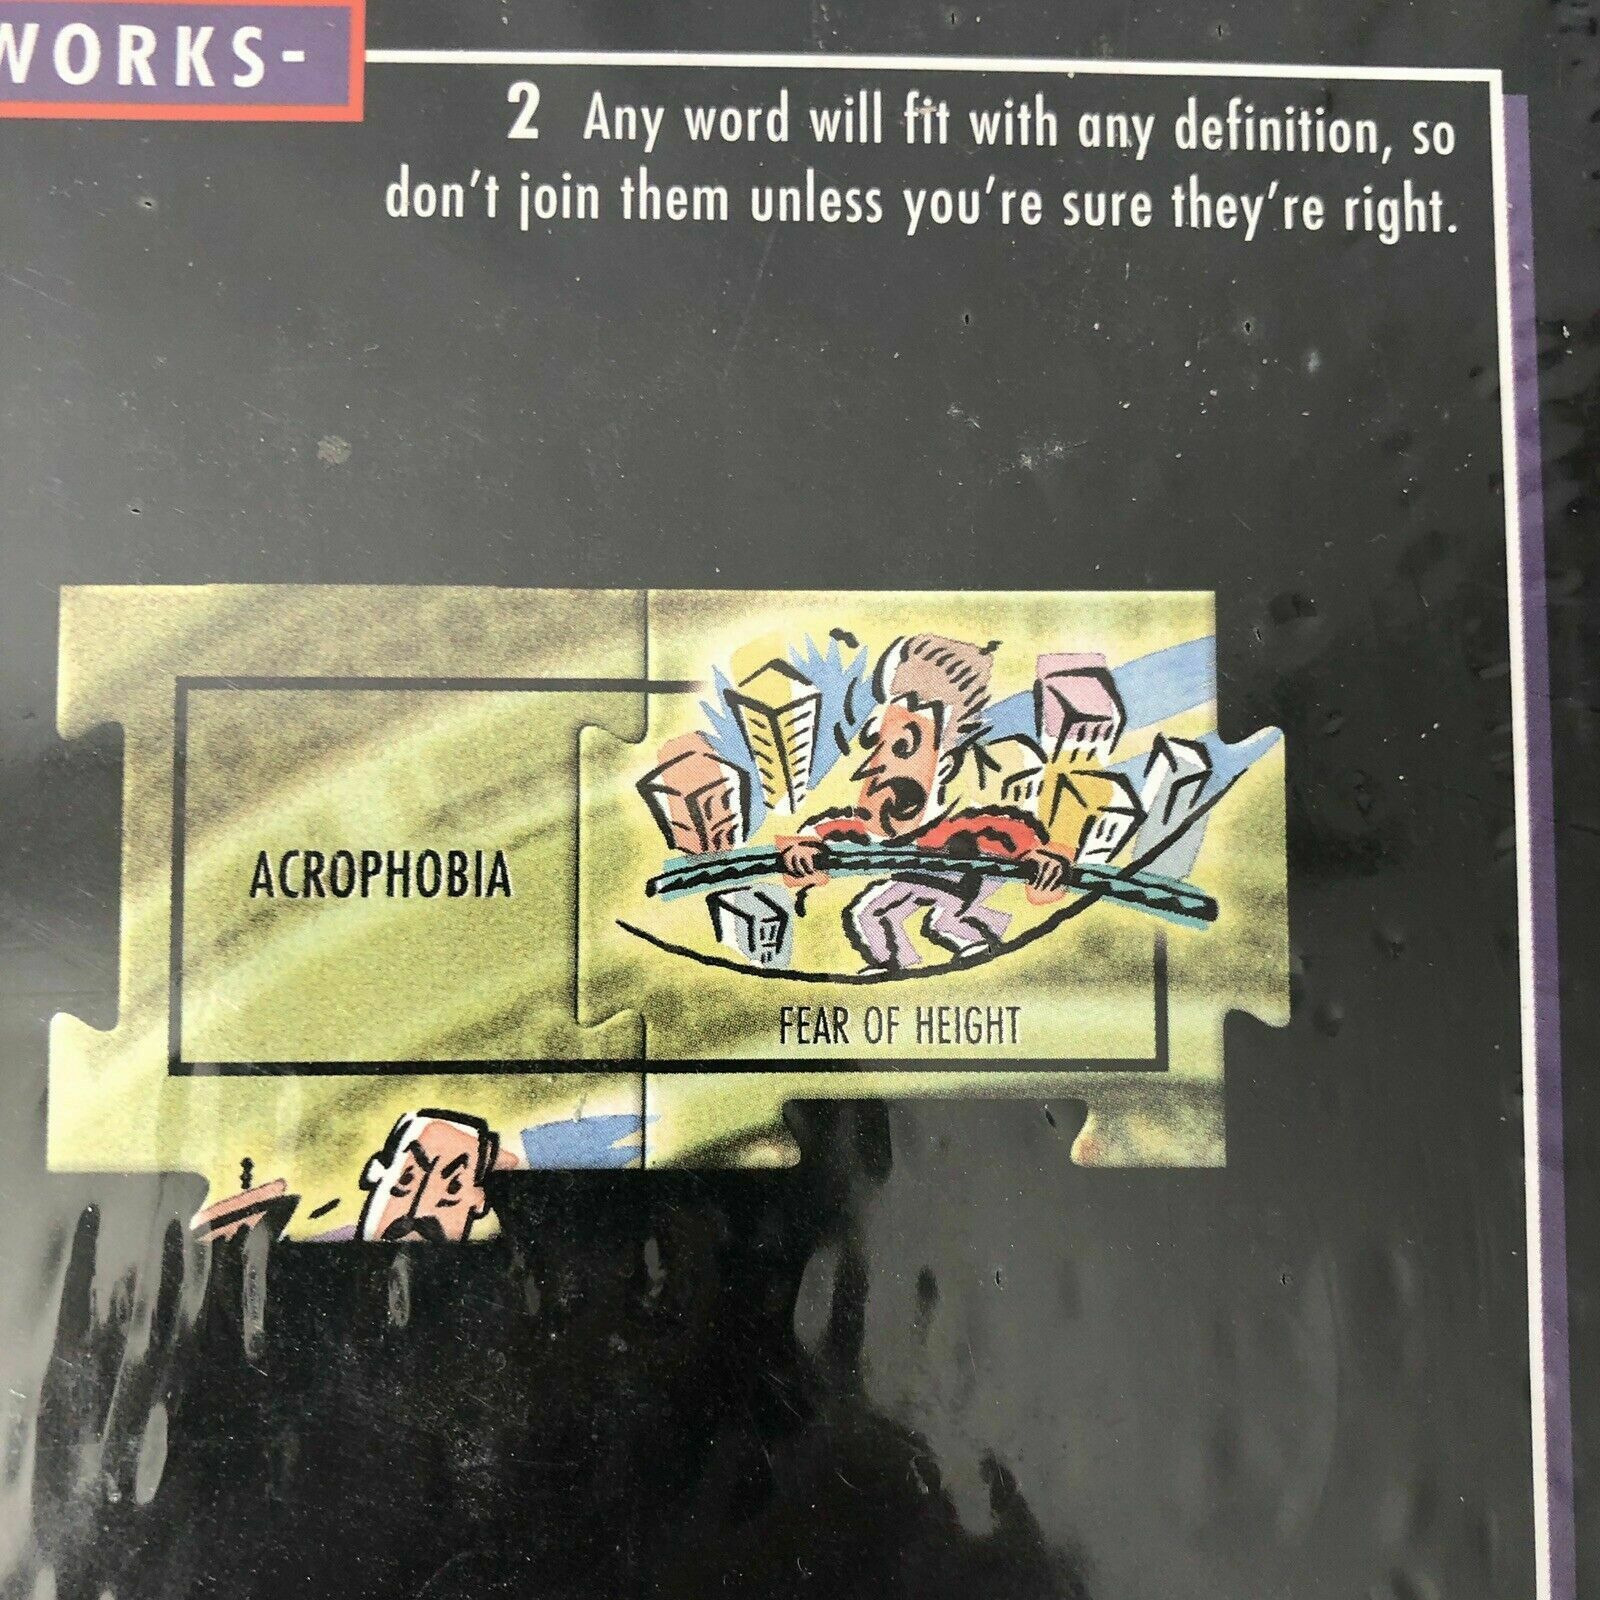 WORKS-
2 Any word will fit with any definition, so
don't join them unless you're sure they're right.
ACROPHOBIA
FEAR OF HEIGHT